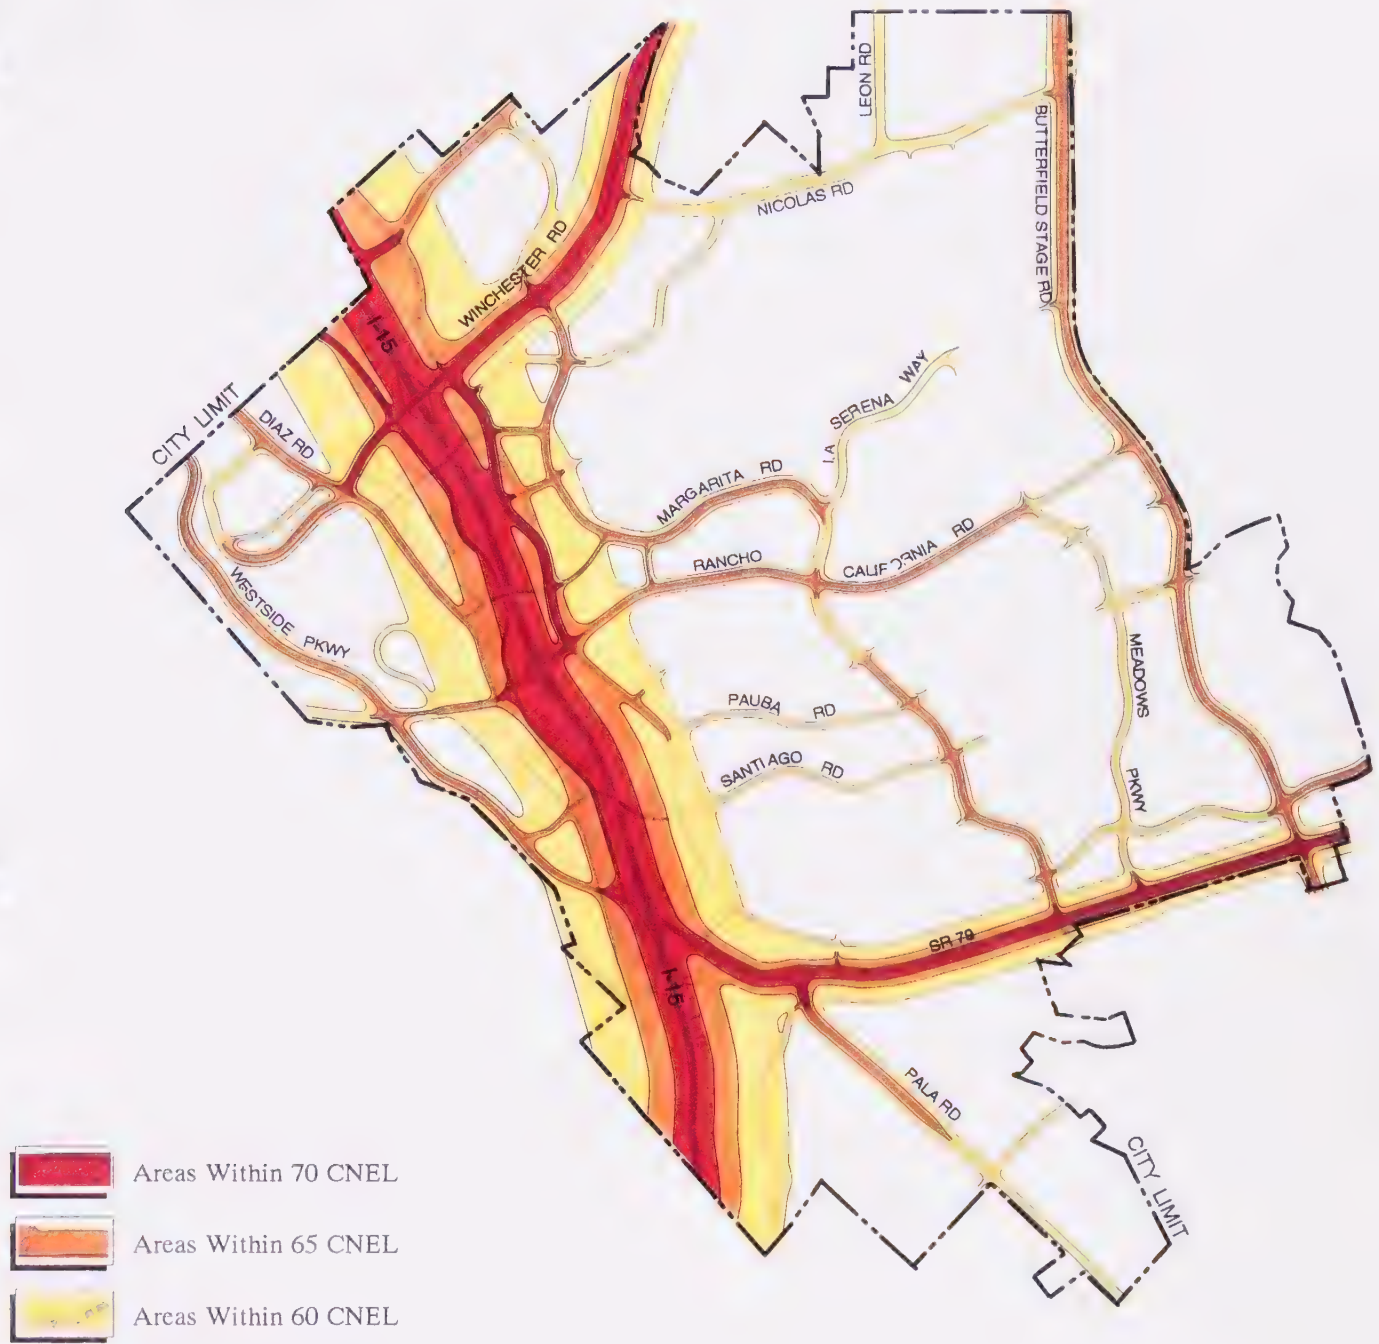 LEON RD
NICOLAS RD
BUTTERFIELD STAGE RD
WINCHESTER RD
I-15
CITY LIMIT
DIAZ RD
LA SERENA WAY
MARGARITA RD
RANCHO CALIFORNIA RD
WESTSIDE PKWY
MEADOWS PKWY
PAUBA RD
SANTIAGO RD
SR 79
I-15
PALA RD
CITY LIMIT
Areas Within 70 CNEL
Areas Within 65 CNEL
Areas Within 60 CNEL